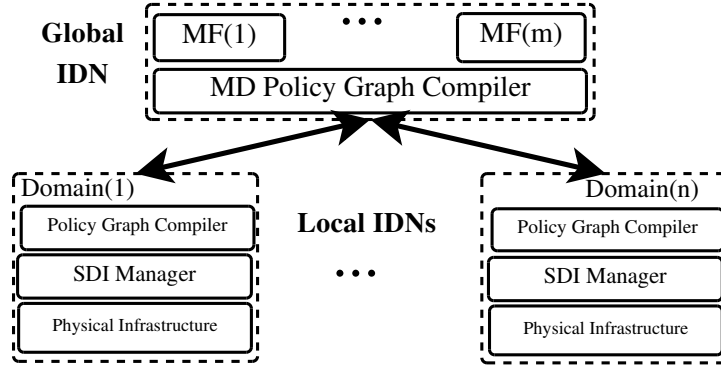 Global
IDN
MF(1)
•••
MF(m)
MD Policy Graph Compiler
Domain(1)
Policy Graph Compiler
SDI Manager
Physical Infrastructure
Local IDNs
•••
Domain(n)
Policy Graph Compiler
SDI Manager
Physical Infrastructure